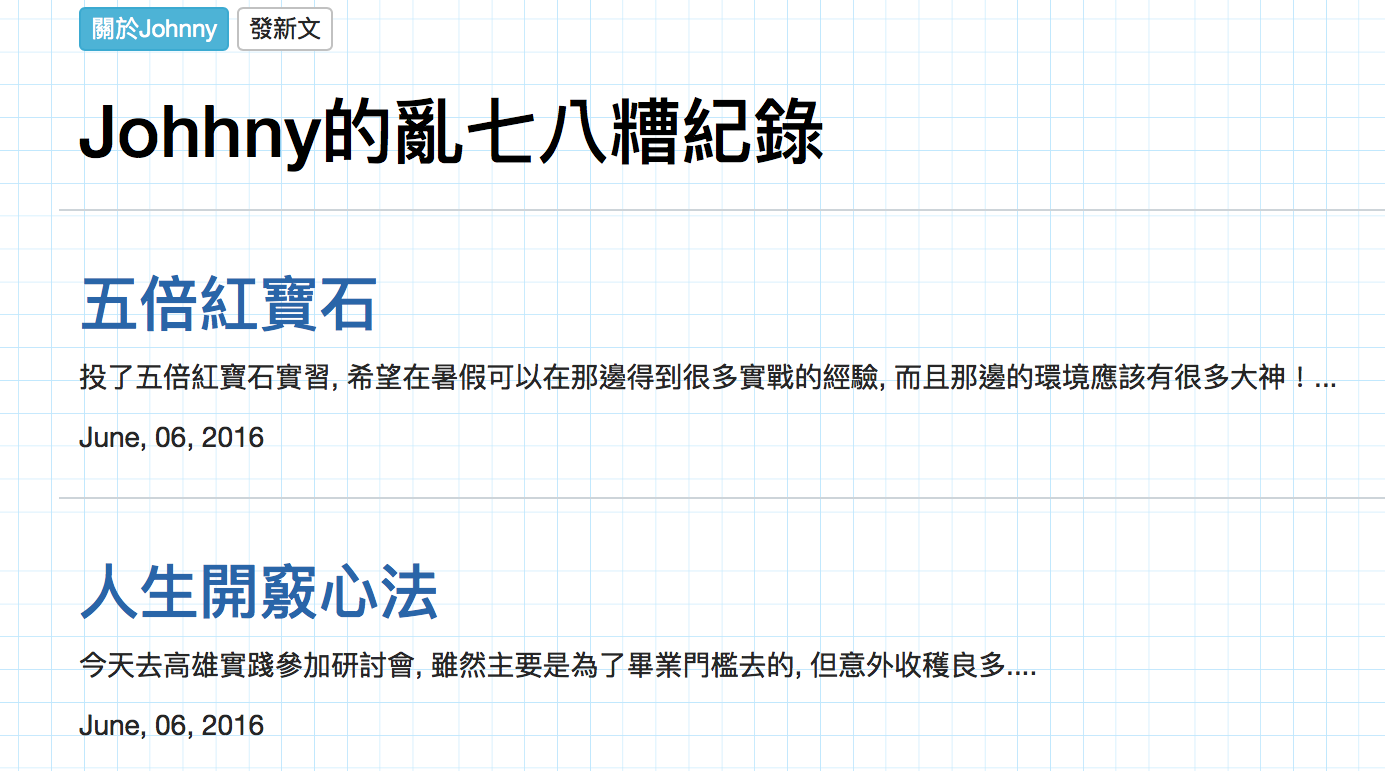 關於Johnny 發新文
Johhny的亂七八糟紀錄
五倍紅寶石
投了五倍紅寶石實習, 希望在暑假可以在那邊得到很多實戰的經驗, 而且那邊的環境應該有很多大神！...
June, 06, 2016
人生開竅心法
今天去高雄實踐參加研討會, 雖然主要是為了畢業門檻去的, 但意外收穫良多....
June, 06, 2016